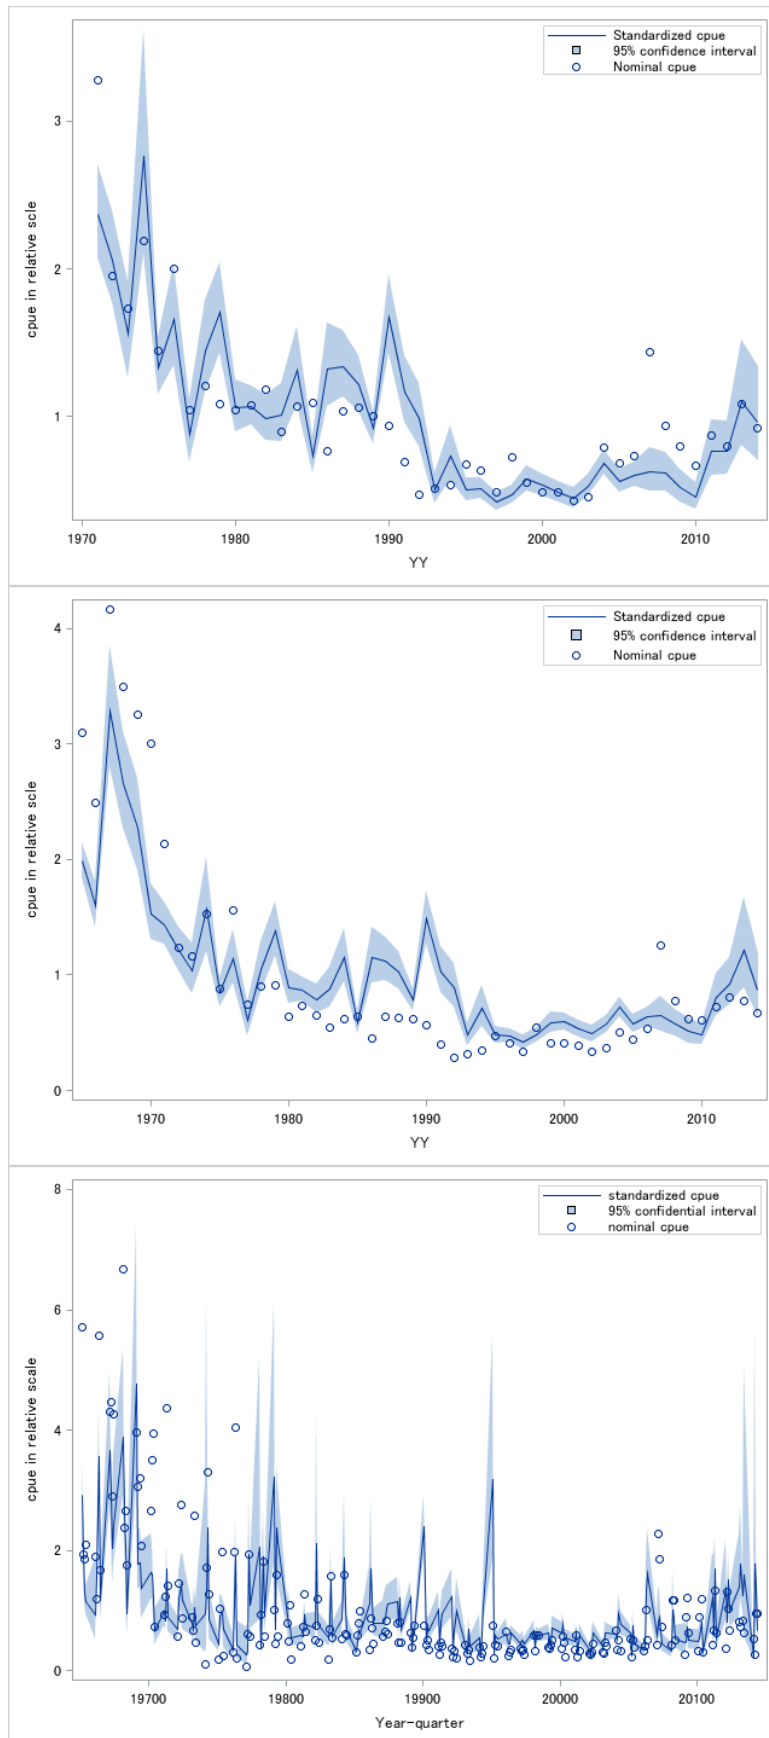 Standardized cpue
95% confidence interval
Nominal cpue
3
2
1
cpue in relative scle
1970
1980
1990
2000
2010
YY
Standardized cpue
95% confidence interval
Nominal cpue
4
3
2
1
0
cpue in relative scle
1970
1980
1990
2000
2010
YY
standardized cpue
95% confidential interval
nominal cpue
8
6
4
2
0
cpue in relative scale
19700
19800
19900
20000
20100
Year-quarter